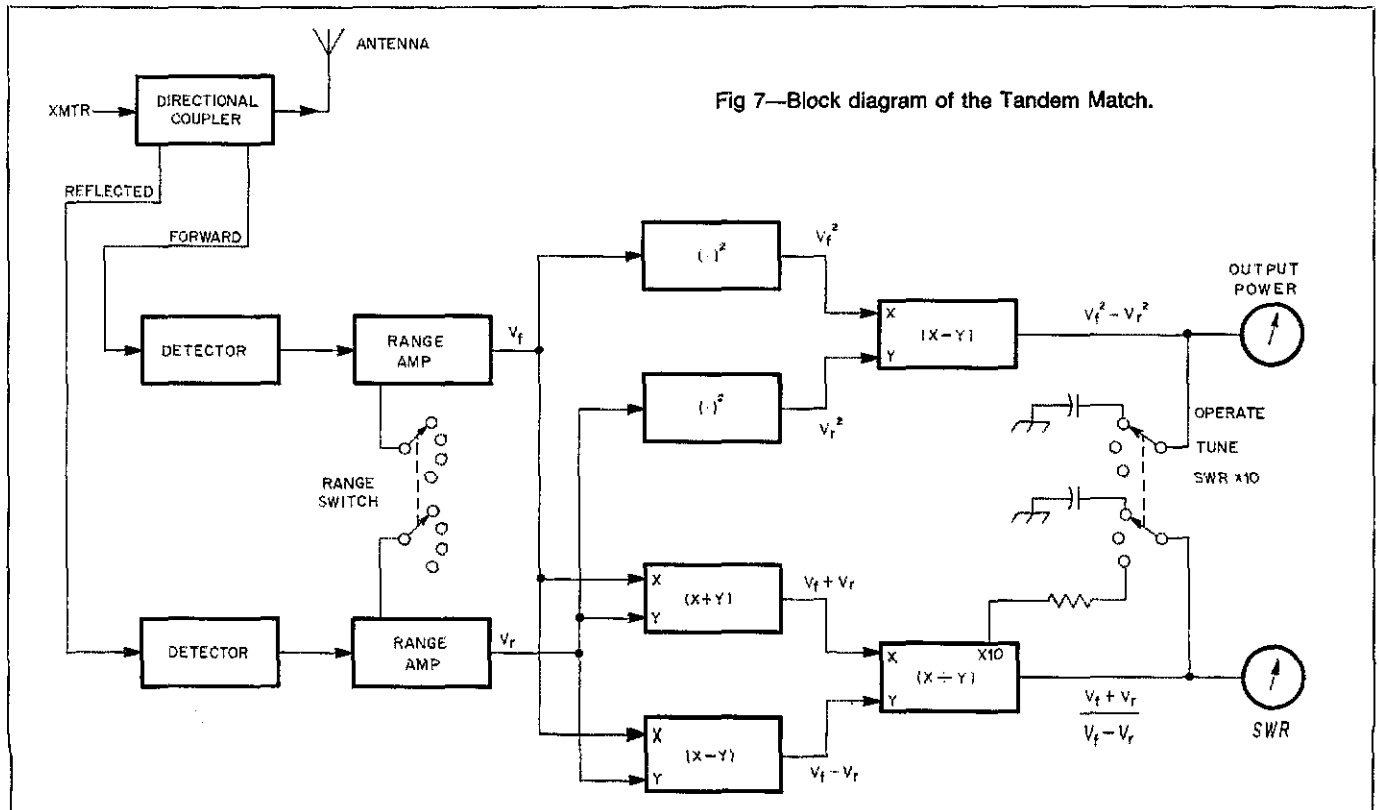 ANTENNA
Fig 7—Block diagram of the Tandem Match.
XMTR
DIRECTIONAL
COUPLER
REFLECTED
FORWARD
DETECTOR
RANGE
AMP
Vf
(·)²
Vf²
(·)²
Vr²
X
Y
(X-Y)
Vf² - Vr²
OUTPUT
POWER
OPERATE
TUNE
SWR x10
RANGE
SWITCH
DETECTOR
RANGE
AMP
Vr
X
Y
(X+Y)
Vf + Vr
X
Y
(X-Y)
Vf - Vr
X
X10
Y
(X÷Y)
Vf + Vr
Vf - Vr
SWR